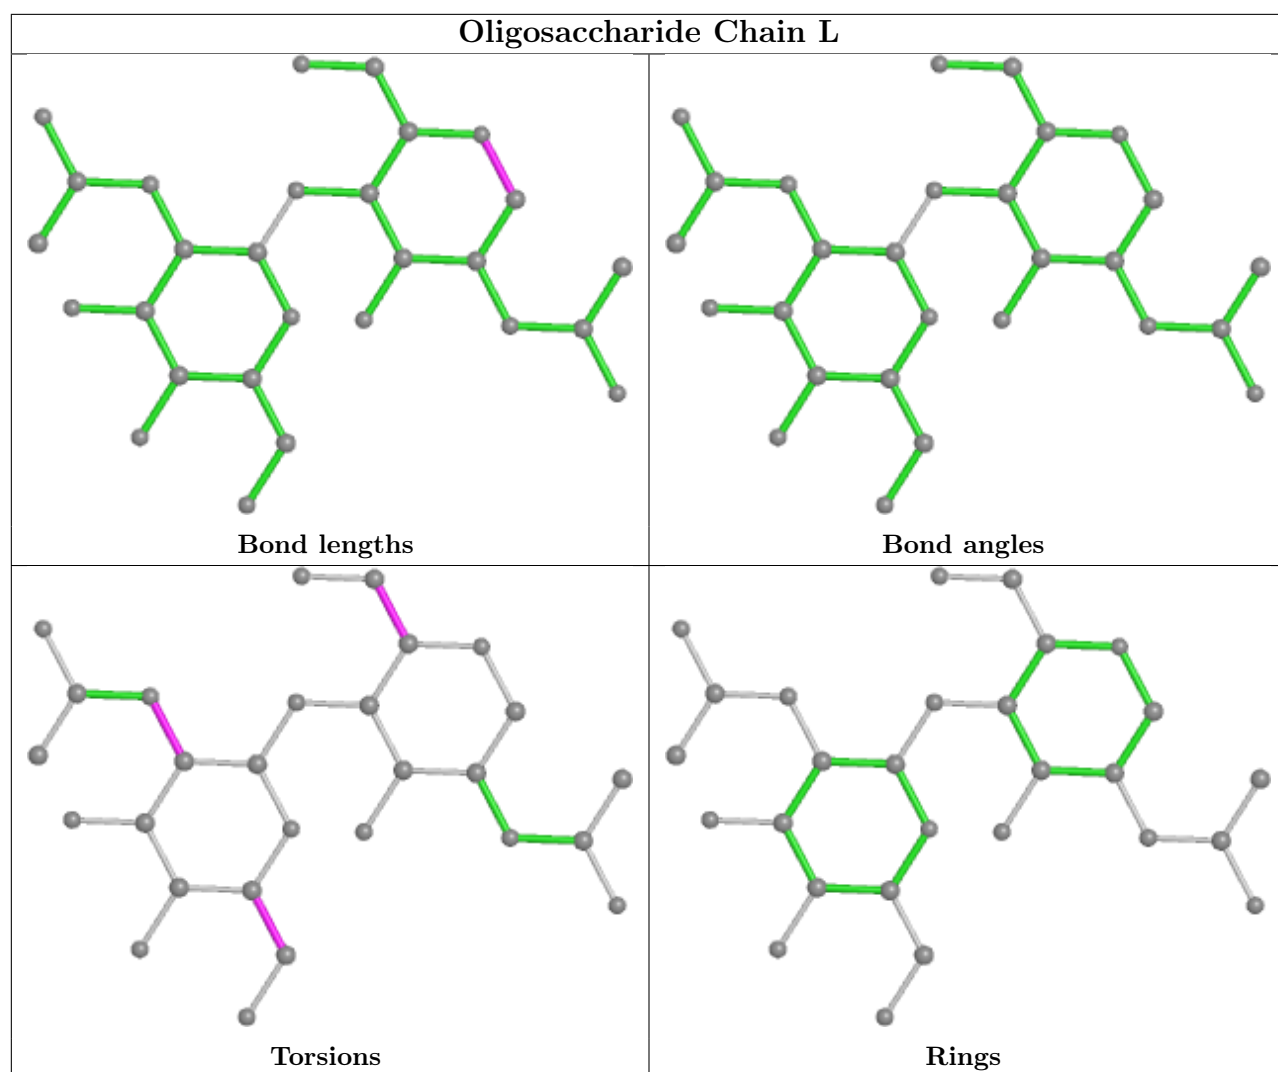 Oligosaccharide Chain L
Bond lengths
Bond angles
Torsions
Rings